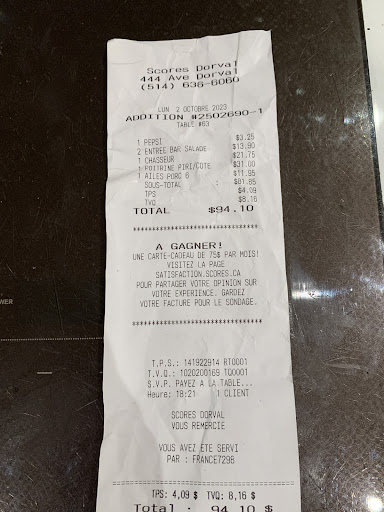 Scores Dorval
444 Ave Dorval
(514) 636-6060
LUN 2 OCTOBRE 2023
ADDITION #2502690-1
TABLE #63
1 PEPSI $3.25
2 ENTREE BAR SALADE $13.90
1 CHASSEUR $21.75
1 POITRINE PIRI/COTE $31.00
1 AILES PORC 6 $11.95
SOUS-TOTAL : $81.85
TPS $4.09
TVQ $8.16
TOTAL $94.10
********************************
A GAGNER!
UNE CARTE-CADEAU DE 75$ PAR MOIS!
VISITEZ LA PAGE
SATISFACTION.SCORES.CA
POUR PARTAGER VOTRE OPINION SUR
VOTRE EXPERIENCE. GARDEZ
VOTRE FACTURE POUR LE SONDAGE.
********************************
T.P.S.: 141922914 RT0001
T.V.Q.: 1020200169 TQ0001
S.V.P. PAYEZ A LA TABLE...
Heure: 18:21 1 CLIENT
SCORES DORVAL
VOUS REMERCIE
VOUS AVEZ ETE SERVI
PAR : FRANCE7298
TPS: 4,09 $ TVQ: 8,16 $
Total : 94,10 $